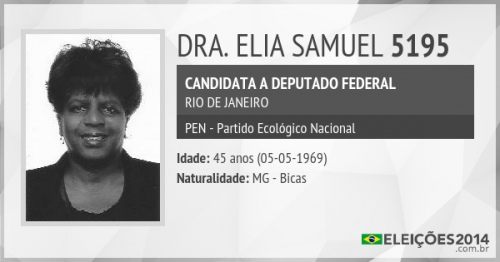 DRA. ELIA SAMUEL 5195
CANDIDATA A DEPUTADO FEDERAL
RIO DE JANEIRO
PEN - Partido Ecológico Nacional
Idade: 45 anos (05-05-1969)
Naturalidade: MG - Bicas
ELEIÇÕES2014
.com.br